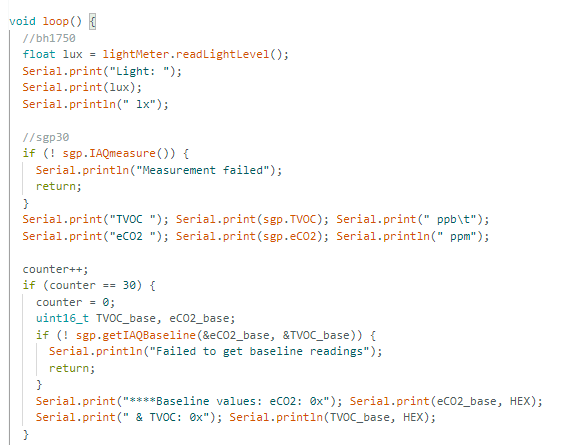 void loop() {
  //bh1750
  float lux = lightMeter.readLightLevel();
  Serial.print("Light: ");
  Serial.print(lux);
  Serial.println(" lx");

  //sgp30
  if (! sgp.IAQmeasure()) {
    Serial.println("Measurement failed");
    return;
  }
  Serial.print("TVOC "); Serial.print(sgp.TVOC); Serial.print(" ppb\t");
  Serial.print("eCO2 "); Serial.print(sgp.eCO2); Serial.println(" ppm");

  counter++;
  if (counter == 30) {
    counter = 0;
    uint16_t TVOC_base, eCO2_base;
    if (! sgp.getIAQBaseline(&eCO2_base, &TVOC_base)) {
      Serial.println("Failed to get baseline readings");
      return;
    }
    Serial.print("****Baseline values: eCO2: 0x"); Serial.print(eCO2_base, HEX);
    Serial.print(" & TVOC: 0x"); Serial.println(TVOC_base, HEX);
  }